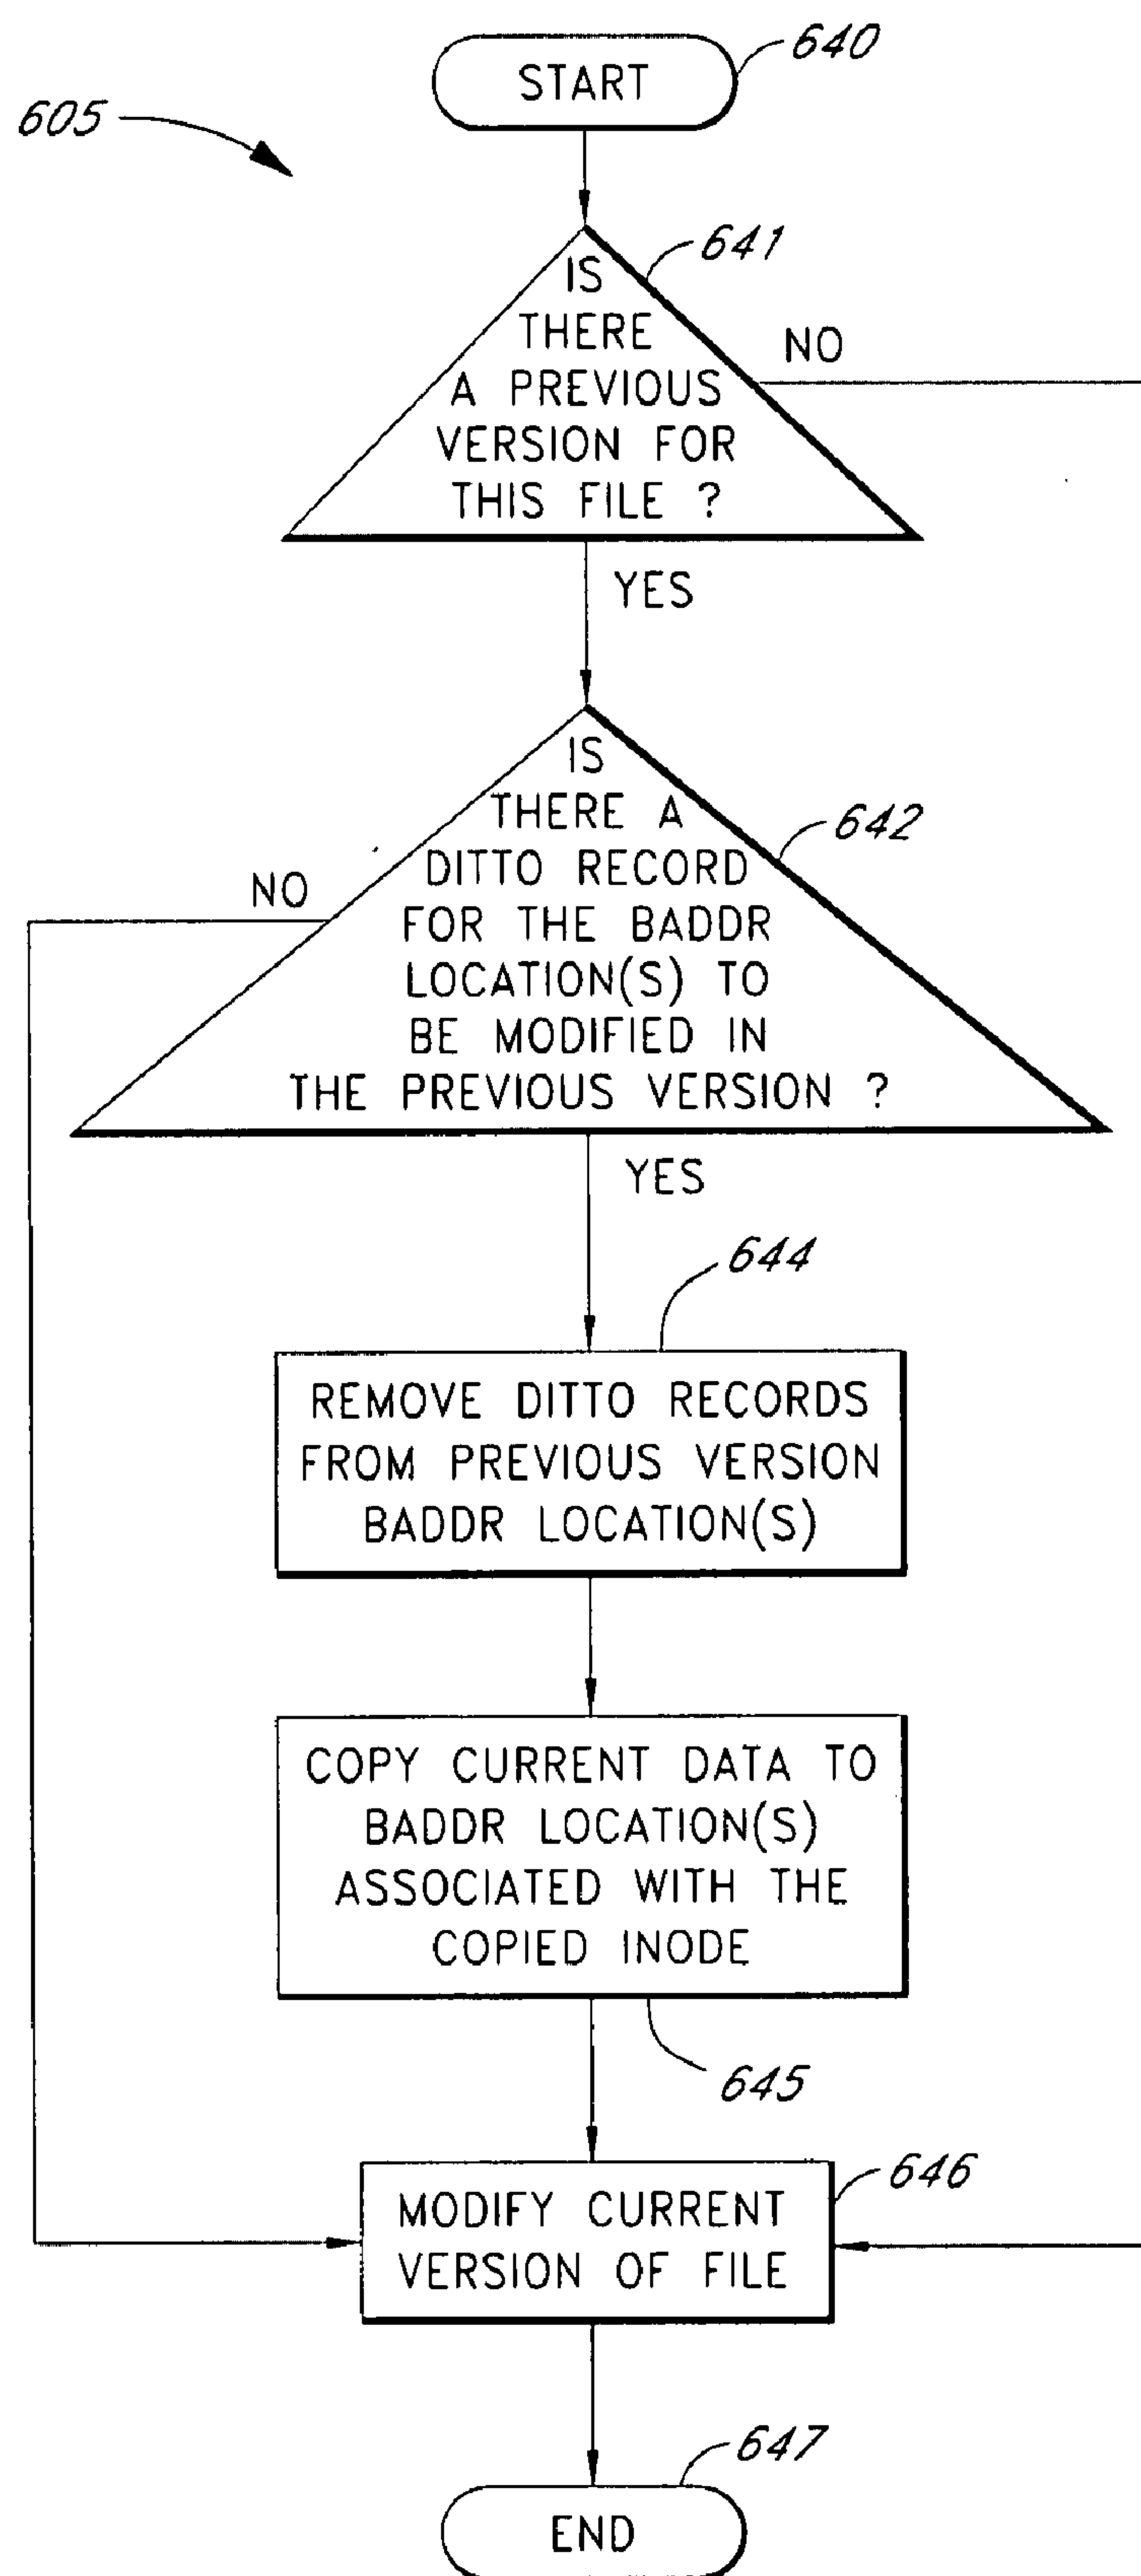 START
640
605
641
IS
THERE
A PREVIOUS
VERSION FOR
THIS FILE ?
NO
YES
IS
THERE A
DITTO RECORD
FOR THE BADDR
LOCATION(S) TO
BE MODIFIED IN
THE PREVIOUS VERSION ?
642
NO
YES
644
REMOVE DITTO RECORDS
FROM PREVIOUS VERSION
BADDR LOCATION(S)
COPY CURRENT DATA TO
BADDR LOCATION(S)
ASSOCIATED WITH THE
COPIED INODE
645
646
MODIFY CURRENT
VERSION OF FILE
647
END